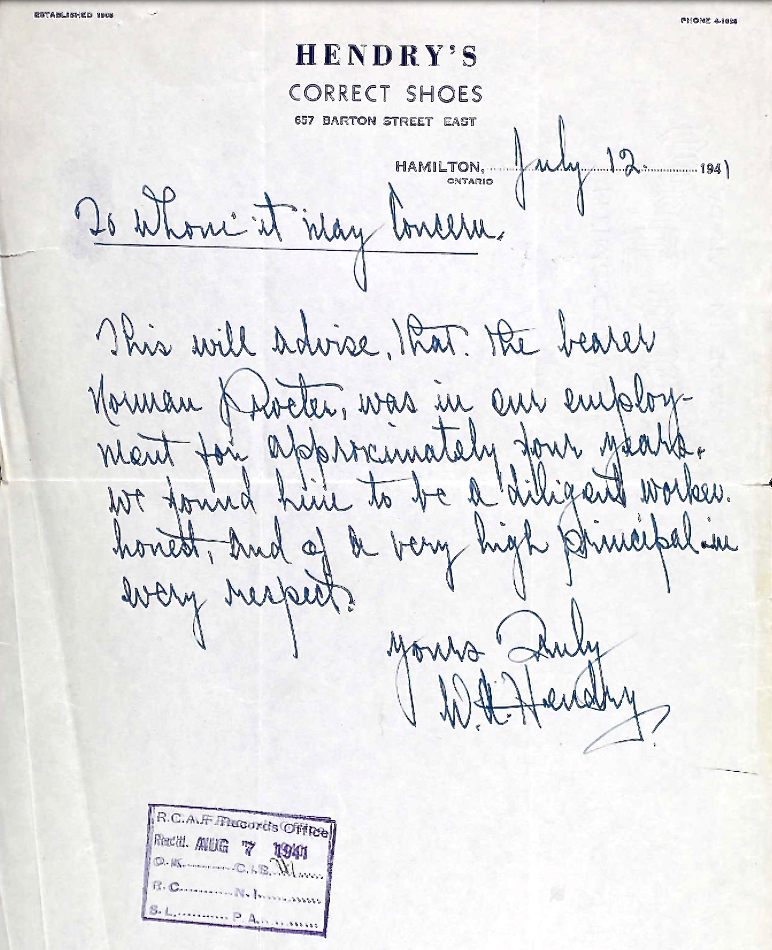 ESTABLISHED 1908
PHONE 4-1028
HENDRY'S
CORRECT SHOES
657 BARTON STREET EAST
HAMILTON, July 12 1941
ONTARIO
To Whom it may Concern.
This will advise, that. the bearer
Norman Procter, was in our employ-
ment for approximately four years.
we found him to be a diligent worker.
honest, and of a very high principal in
every respect.
yours Truly
W.H. Hendry.
R.C.A.F. Records Office
Rec'd. AUG 7 1941
O.K. C.I.B.
R.C. N.I.
S.L. P.A.